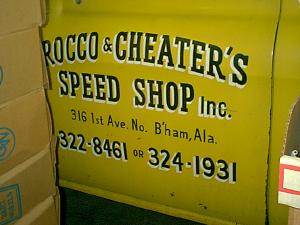 ROCCO & CHEATER'S
SPEED SHOP Inc.
316 1st Ave. No. B'ham, Ala.
322-8461 OR 324-1931